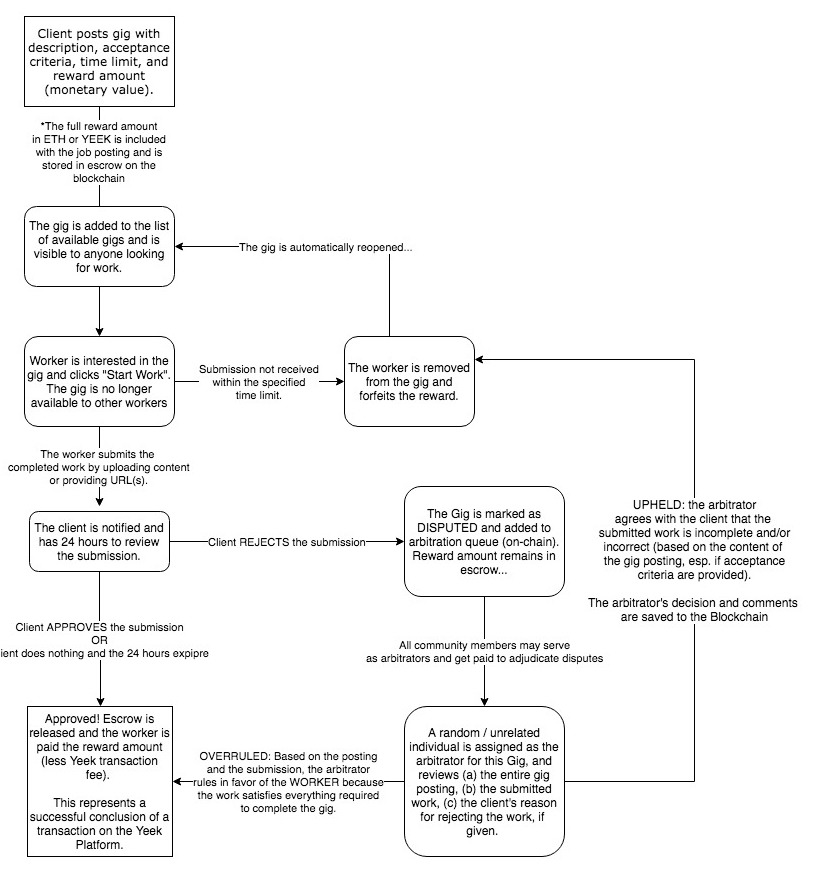 Client posts gig with
description, acceptance
criteria, time limit, and
reward amount
(monetary value).
*The full reward amount
in ETH or YEEK is included
with the job posting and is
stored in escrow on the
blockchain
The gig is added to the list
of available gigs and is
visible to anyone looking
for work.
The gig is automatically reopened...
Worker is interested in the
gig and clicks "Start Work".
The gig is no longer
available to other workers
Submission not received
within the specified
time limit.
The worker is removed
from the gig and
forfeits the reward.
The worker submits the
completed work by uploading content
or providing URL(s).
The client is notified and
has 24 hours to review
the submission.
Client REJECTS the submission
The Gig is marked as
DISPUTED and added to
arbitration queue (on-chain).
Reward amount remains in
escrow...
UPHELD: the arbitrator
agrees with the client that the
submitted work is incomplete and/or
incorrect (based on the content of
the gig posting, esp. if acceptance
criteria are provided).
The arbitrator's decision and comments
are saved to the Blockchain
Client APPROVES the submission
OR
ient does nothing and the 24 hours expipre
All community members may serve
as arbitrators and get paid to adjudicate disputes
Approved! Escrow is
released and the worker is
paid the reward amount
(less Yeek transaction
fee).
This represents a
successful conclusion of a
transaction on the Yeek
Platform.
OVERRULED: Based on the posting
and the submission, the arbitrator
rules in favor of the WORKER because
the work satisfies everything required
to complete the gig.
A random / unrelated
individual is assigned as the
arbitrator for this Gig, and
reviews (a) the entire gig
posting, (b) the submitted
work, (c) the client's reason
for rejecting the work, if
given.